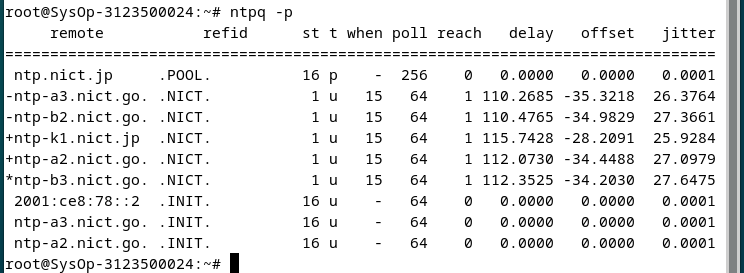 root@SysOp-3123500024:~# ntpq -p
     remote           refid      st t when poll reach   delay   offset   jitter
===============================================================================
 ntp.nict.jp     .POOL.          16 p    -  256     0   0.0000   0.0000   0.0001
-ntp-a3.nict.go. .NICT.           1 u   15   64     1 110.2685 -35.3218  26.3764
-ntp-b2.nict.go. .NICT.           1 u   15   64     1 110.4765 -34.9829  27.3661
+ntp-k1.nict.jp  .NICT.           1 u   15   64     1 115.7428 -28.2091  25.9284
+ntp-a2.nict.go. .NICT.           1 u   15   64     1 112.0730 -34.4488  27.0979
*ntp-b3.nict.go. .NICT.           1 u   15   64     1 112.3525 -34.2030  27.6475
 2001:ce8:78::2  .INIT.          16 u    -   64     0   0.0000   0.0000   0.0001
 ntp-a3.nict.go. .INIT.          16 u    -   64     0   0.0000   0.0000   0.0001
 ntp-a2.nict.go. .INIT.          16 u    -   64     0   0.0000   0.0000   0.0001
root@SysOp-3123500024:~#